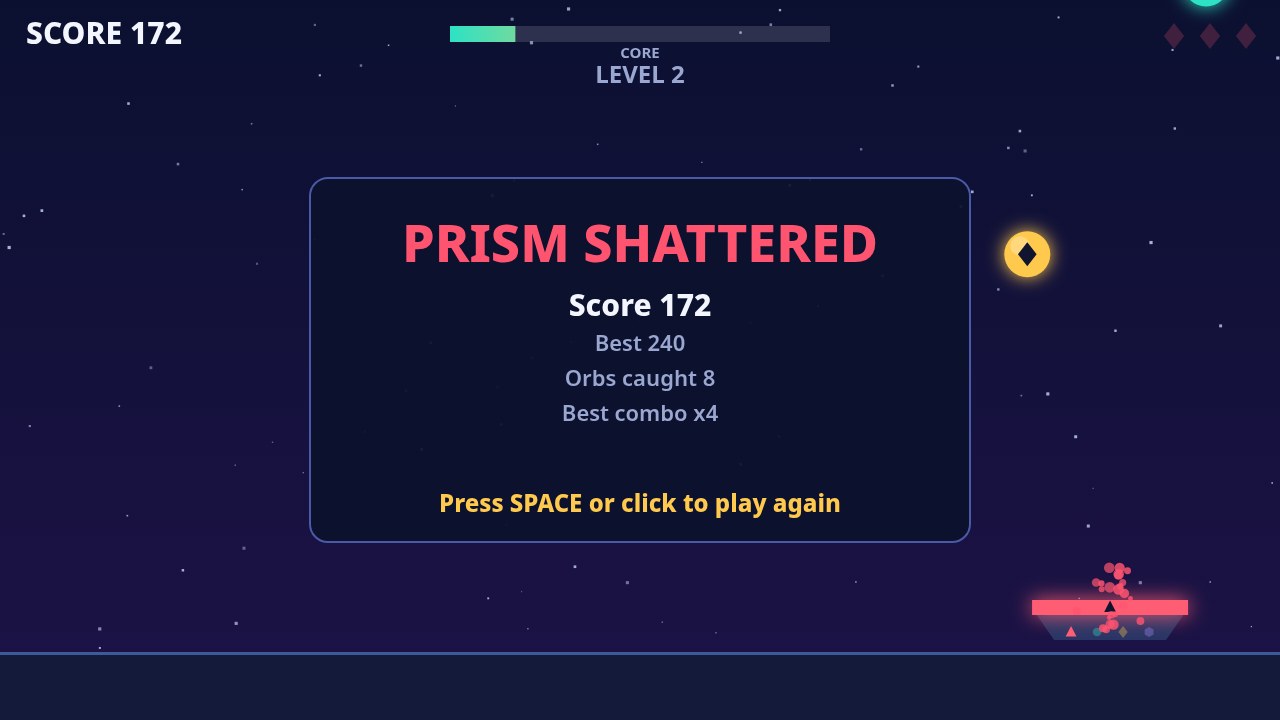 SCORE 172
CORE
LEVEL 2
PRISM SHATTERED
Score 172
Best 240
Orbs caught 8
Best combo x4
Press SPACE or click to play again